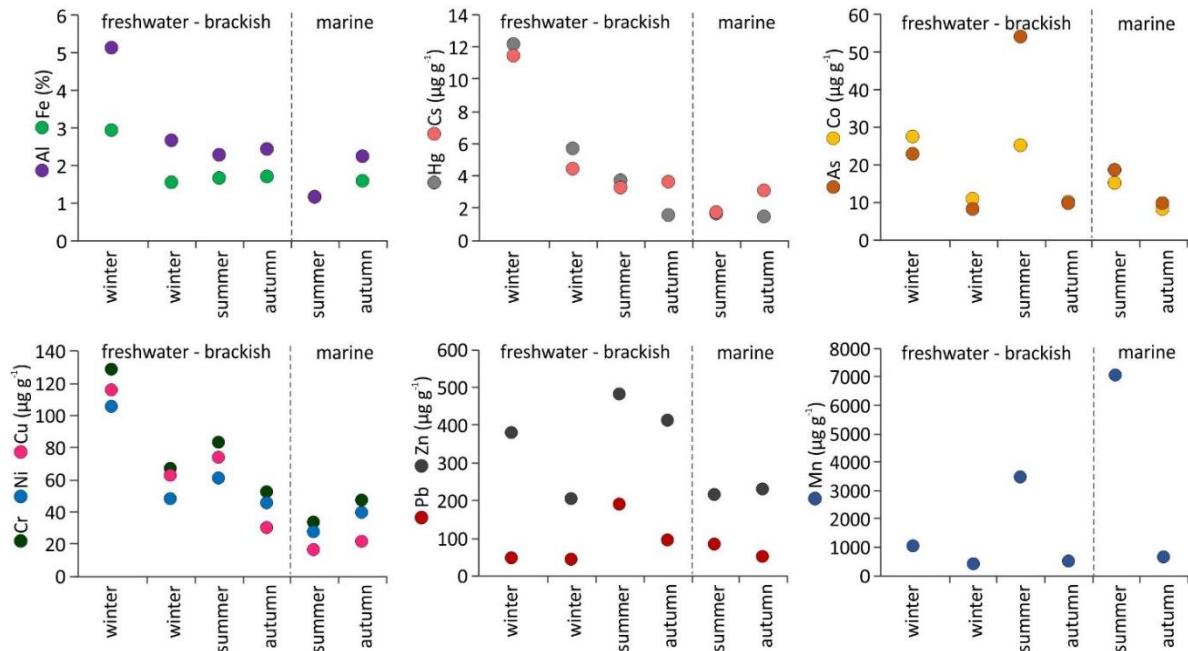 freshwater - brackish
marine
Al Fe (%)
6
5
4
3
2
1
0
winter
winter
summer
autumn
summer
autumn
freshwater - brackish
marine
Hg Cs (µg g⁻¹)
14
12
10
8
6
4
2
0
winter
winter
summer
autumn
summer
autumn
freshwater - brackish
marine
As Co (µg g⁻¹)
60
50
40
30
20
10
0
winter
winter
summer
autumn
summer
autumn
freshwater - brackish
marine
Cr Ni Cu (µg g⁻¹)
140
120
100
80
60
40
20
0
winter
winter
summer
autumn
summer
autumn
freshwater - brackish
marine
Pb Zn (µg g⁻¹)
600
500
400
300
200
100
0
winter
winter
summer
autumn
summer
autumn
freshwater - brackish
marine
Mn (µg g⁻¹)
8000
7000
6000
5000
4000
3000
2000
1000
0
winter
winter
summer
autumn
summer
autumn